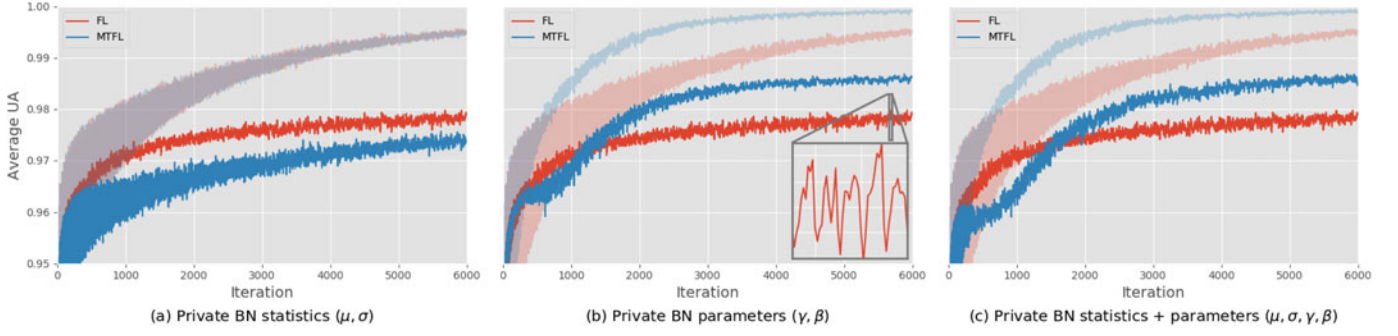 1.00
0.99
0.98
0.97
0.96
0.95
Average UA
FL
MTFL
0 1000 2000 3000 4000 5000 6000
Iteration
(a) Private BN statistics (μ, σ)
FL
MTFL
0 1000 2000 3000 4000 5000 6000
Iteration
(b) Private BN parameters (γ, β)
FL
MTFL
0 1000 2000 3000 4000 5000 6000
Iteration
(c) Private BN statistics + parameters (μ, σ, γ, β)